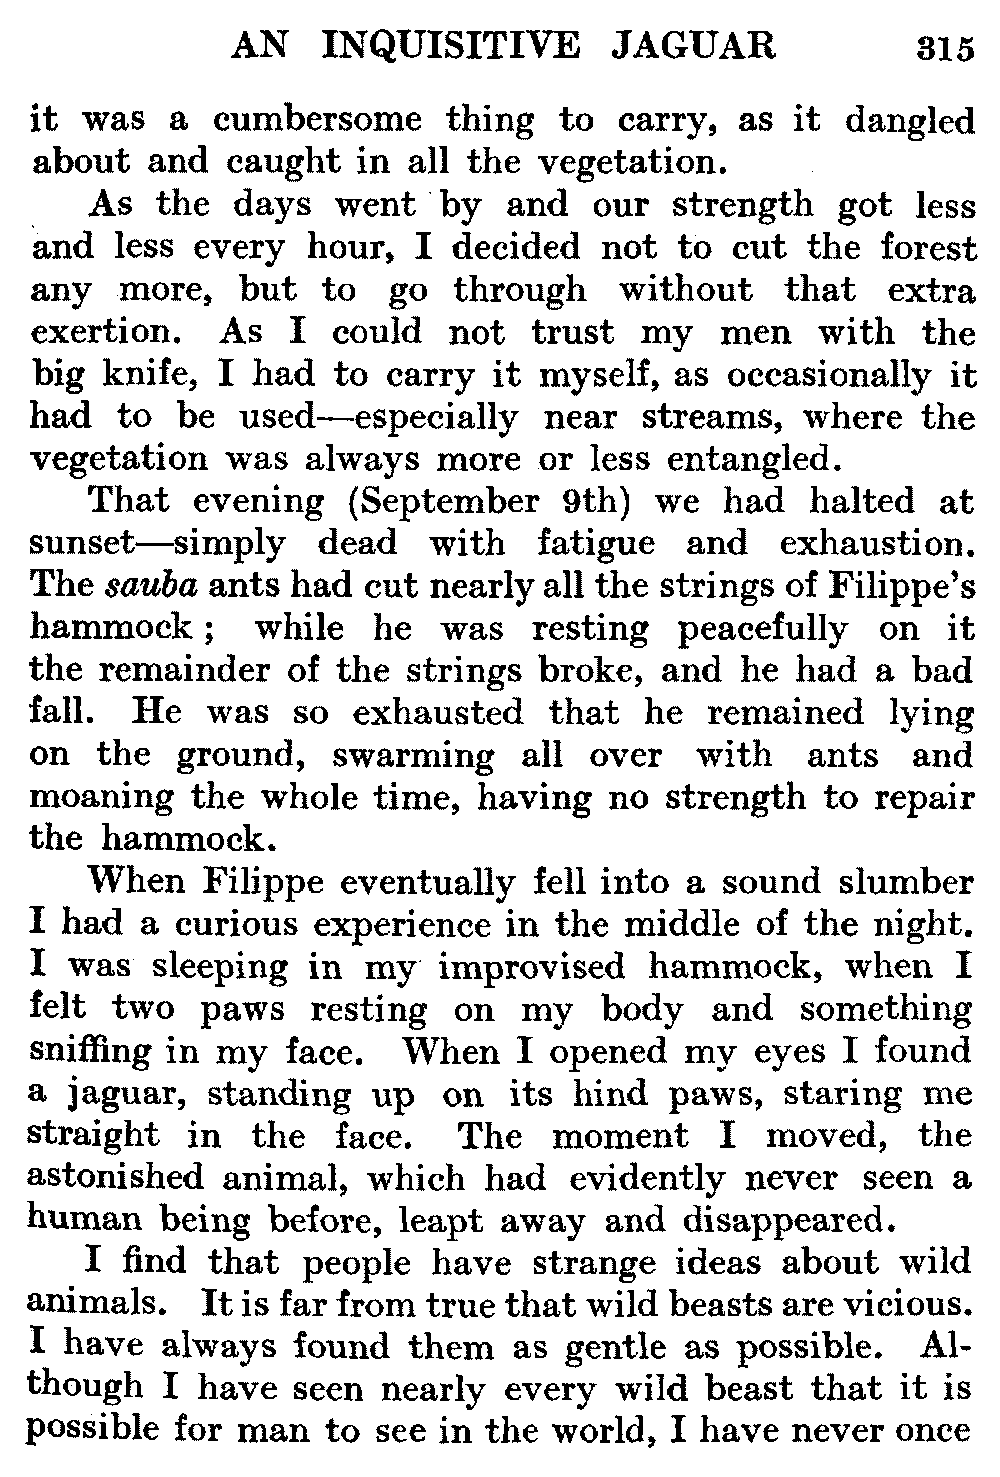 AN INQUISITIVE JAGUAR 315
it was a cumbersome thing to carry, as it dangled
about and caught in all the vegetation.
As the days went by and our strength got less
and less every hour, I decided not to cut the forest
any more, but to go through without that extra
exertion. As I could not trust my men with the
big knife, I had to carry it myself, as occasionally it
had to be used—especially near streams, where the
vegetation was always more or less entangled.
That evening (September 9th) we had halted at
sunset—simply dead with fatigue and exhaustion.
The sauba ants had cut nearly all the strings of Filippe's
hammock ; while he was resting peacefully on it
the remainder of the strings broke, and he had a bad
fall. He was so exhausted that he remained lying
on the ground, swarming all over with ants and
moaning the whole time, having no strength to repair
the hammock.
When Filippe eventually fell into a sound slumber
I had a curious experience in the middle of the night.
I was sleeping in my improvised hammock, when I
felt two paws resting on my body and something
sniffing in my face. When I opened my eyes I found
a jaguar, standing up on its hind paws, staring me
straight in the face. The moment I moved, the
astonished animal, which had evidently never seen a
human being before, leapt away and disappeared.
I find that people have strange ideas about wild
animals. It is far from true that wild beasts are vicious.
I have always found them as gentle as possible. Al-
though I have seen nearly every wild beast that it is
possible for man to see in the world, I have never once